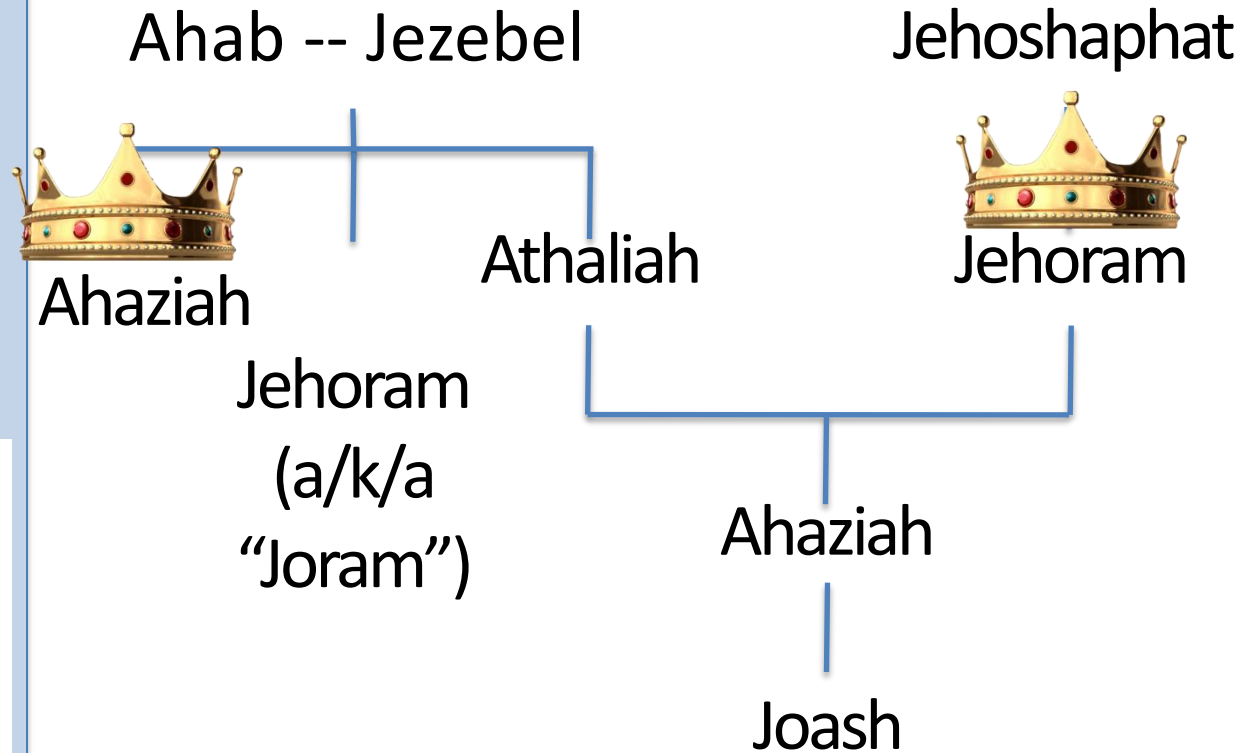 Ahab -- Jezebel
Jehoshaphat
Athaliah
Jehoram
Ahaziah
Jehoram
(a/k/a
“Joram”)
Ahaziah
Joash